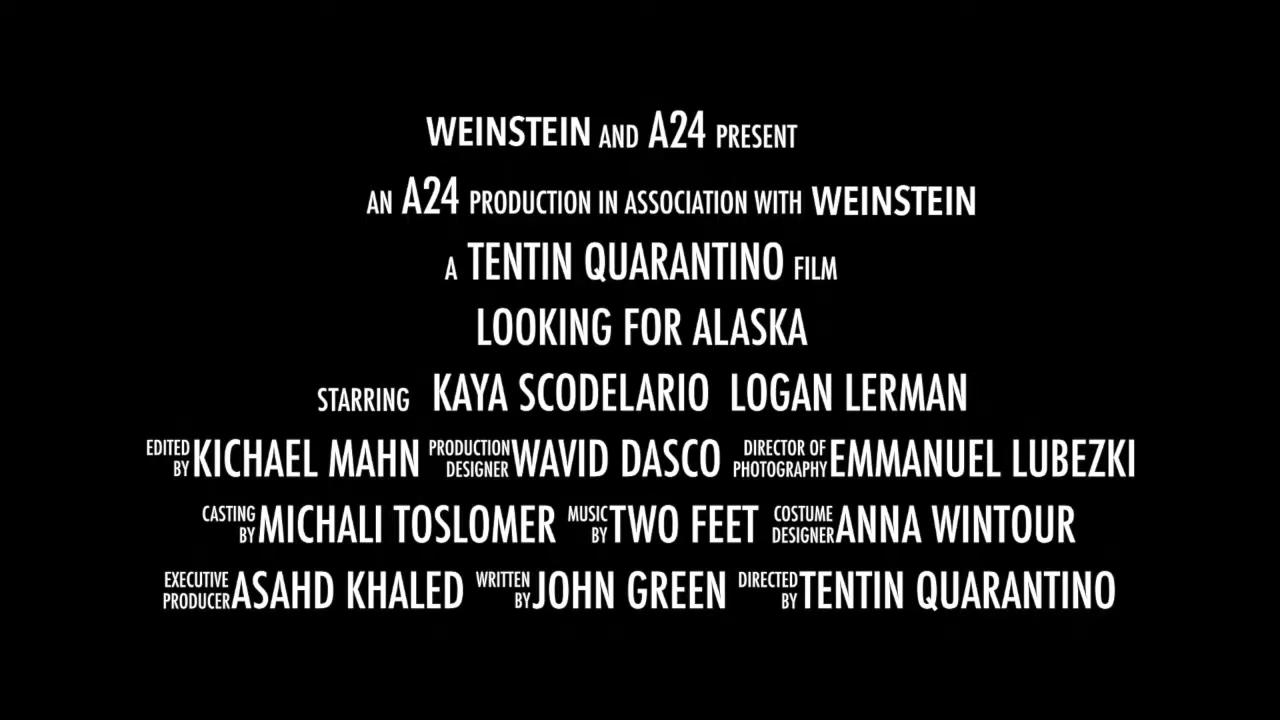 WEINSTEIN AND A24 PRESENT
AN A24 PRODUCTION IN ASSOCIATION WITH WEINSTEIN
A TENTIN QUARANTINO FILM
LOOKING FOR ALASKA
STARRING KAYA SCODELARIO LOGAN LERMAN
EDITED BY KICHAEL MAHN PRODUCTION DESIGNER WAVID DASCO DIRECTOR OF PHOTOGRAPHY EMMANUEL LUBEZKI
CASTING BY MICHALI TOSLOMER MUSIC BY TWO FEET COSTUME DESIGNER ANNA WINTOUR
EXECUTIVE PRODUCER ASAHD KHALED WRITTEN BY JOHN GREEN DIRECTED BY TENTIN QUARANTINO